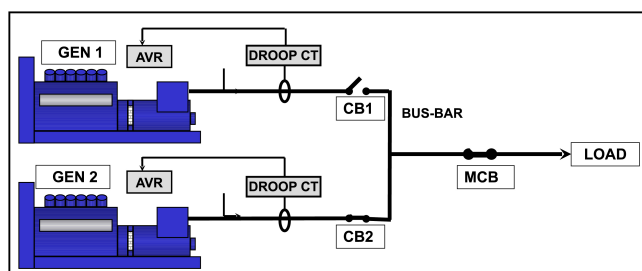 GEN 1
AVR
DROOP CT
CB1
BUS-BAR
LOAD
MCB
GEN 2
AVR
DROOP CT
CB2